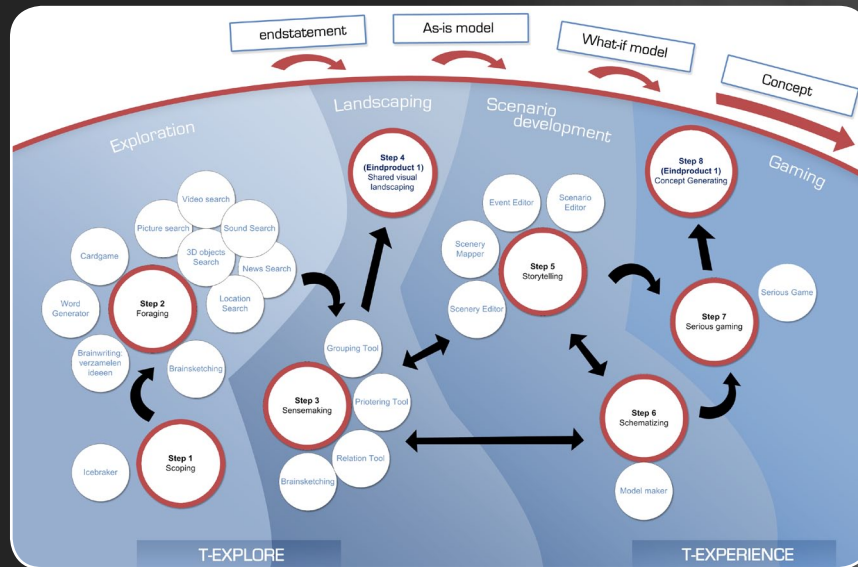 endstatement
As-is model
What-if model
Concept
Exploration
Landscaping
Scenario
development
Gaming
Step 4
(Eindproduct 1)
Shared visual
landscaping
Step 8
(Eindproduct 1)
Concept Generating
Video search
Picture search
Sound Search
3D objects
Search
News Search
Location
Search
Cardgame
Word
Generator
Step 2
Foraging
Brainwriting:
verzamelen
ideeen
Brainsketching
Event Editor
Scenario
Editor
Scenery
Mapper
Step 5
Storytelling
Scenery Editor
Serious Game
Step 7
Serious gaming
Grouping Tool
Step 3
Sensemaking
Priotering Tool
Relation Tool
Brainsketching
Step 6
Schematizing
Model maker
Step 1
Scoping
Icebraker
T-EXPLORE
T-EXPERIENCE